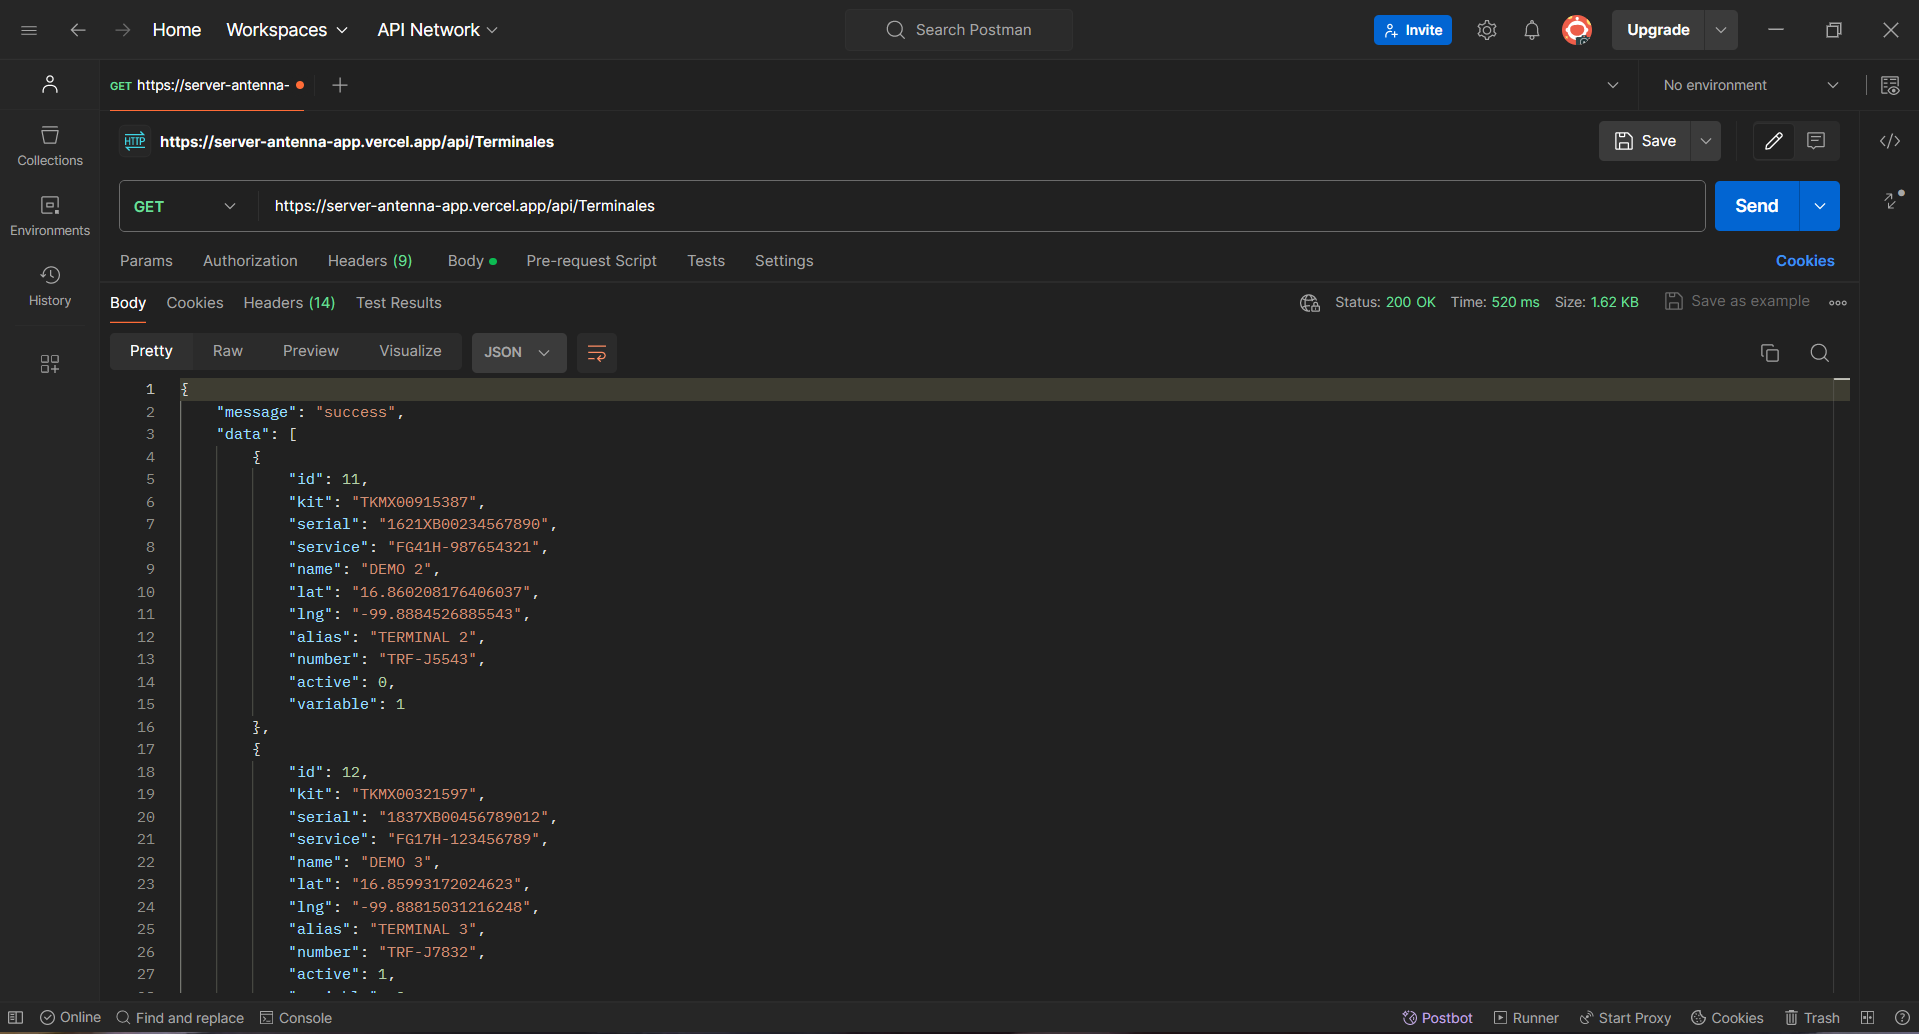 Home Workspaces API Network Search Postman Invite Upgrade
GET https://server-antenna- No environment
HTTP https://server-antenna-app.vercel.app/api/Terminales Save
Collections
GET https://server-antenna-app.vercel.app/api/Terminales Send
Environments
Params Authorization Headers (9) Body Pre-request Script Tests Settings Cookies
History
Body Cookies Headers (14) Test Results Status: 200 OK Time: 520 ms Size: 1.62 KB Save as example
Pretty Raw Preview Visualize JSON
1 {
2 "message": "success",
3 "data": [
4 {
5 "id": 11,
6 "kit": "TKMX00915387",
7 "serial": "1621XB00234567890",
8 "service": "FG41H-987654321",
9 "name": "DEMO 2",
10 "lat": "16.860208176406037",
11 "lng": "-99.8884526885543",
12 "alias": "TERMINAL 2",
13 "number": "TRF-J5543",
14 "active": 0,
15 "variable": 1
16 },
17 {
18 "id": 12,
19 "kit": "TKMX00321597",
20 "serial": "1837XB00456789012",
21 "service": "FG17H-123456789",
22 "name": "DEMO 3",
23 "lat": "16.85993172024623",
24 "lng": "-99.88815031216248",
25 "alias": "TERMINAL 3",
26 "number": "TRF-J7832",
27 "active": 1,
Online Find and replace Console Postbot Runner Start Proxy Cookies Trash